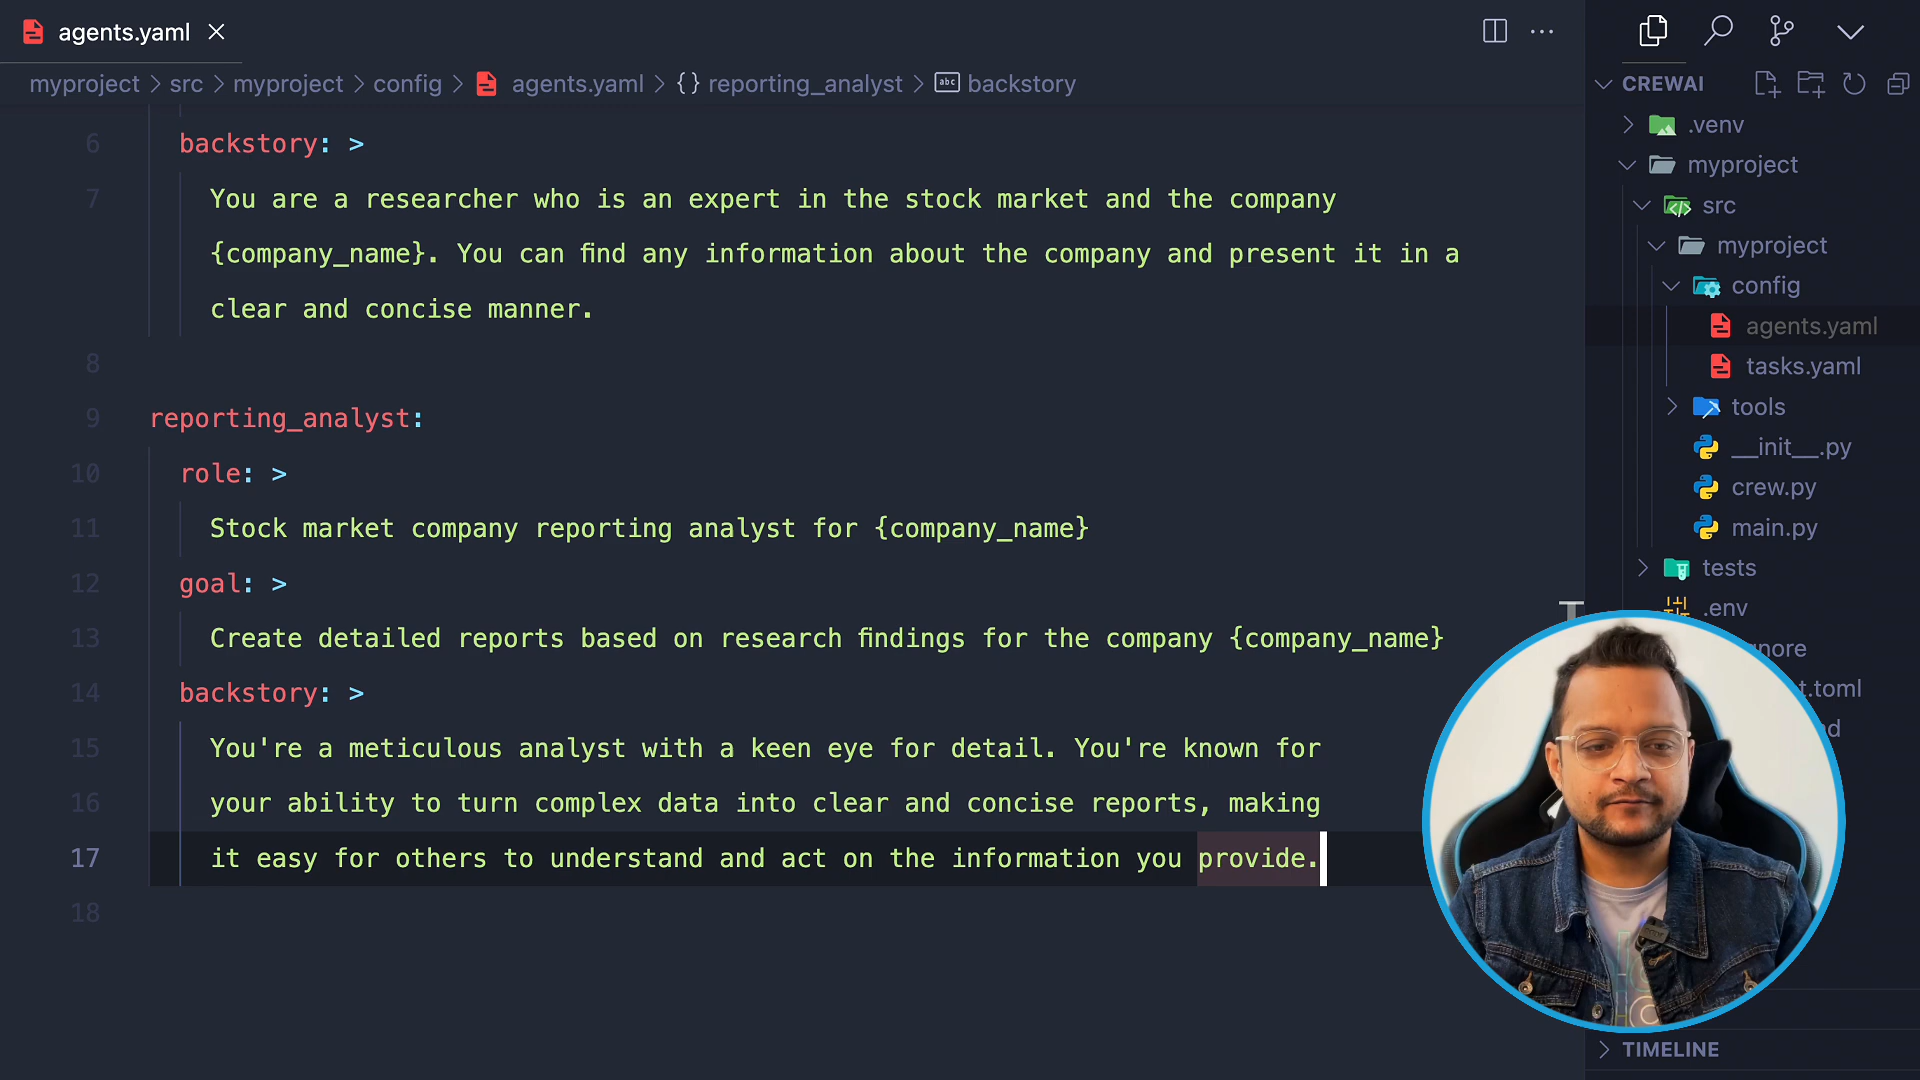 agents.yaml
myproject > src > myproject > config > agents.yaml > {} reporting_analyst > abc backstory
6 backstory: >
7 You are a researcher who is an expert in the stock market and the company
{company_name}. You can find any information about the company and present it in a
clear and concise manner.
8
9 reporting_analyst:
10 role: >
11 Stock market company reporting analyst for {company_name}
12 goal: >
13 Create detailed reports based on research findings for the company {company_name}
14 backstory: >
15 You're a meticulous analyst with a keen eye for detail. You're known for
16 your ability to turn complex data into clear and concise reports, making
17 it easy for others to understand and act on the information you provide.
18
CREWAI
.venv
myproject
src
myproject
config
agents.yaml
tasks.yaml
tools
__init__.py
crew.py
main.py
tests
.env
nore
t.toml
d
TIMELINE